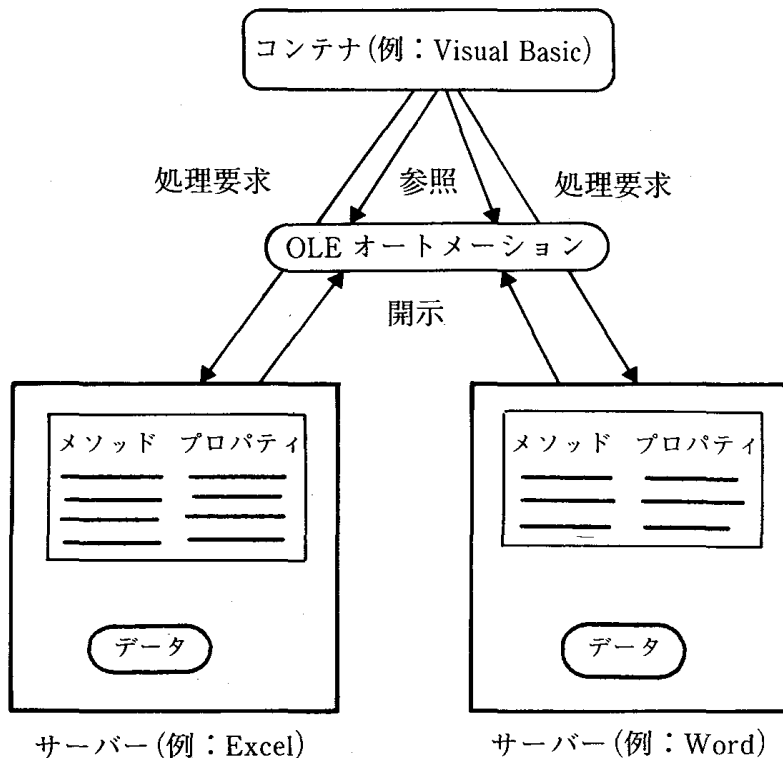 コンテナ(例：Visual Basic)
処理要求 参照 処理要求
OLE オートメーション
開示
メソッド プロパティ メソッド プロパティ
データ データ
サーバー(例：Excel) サーバー(例：Word)